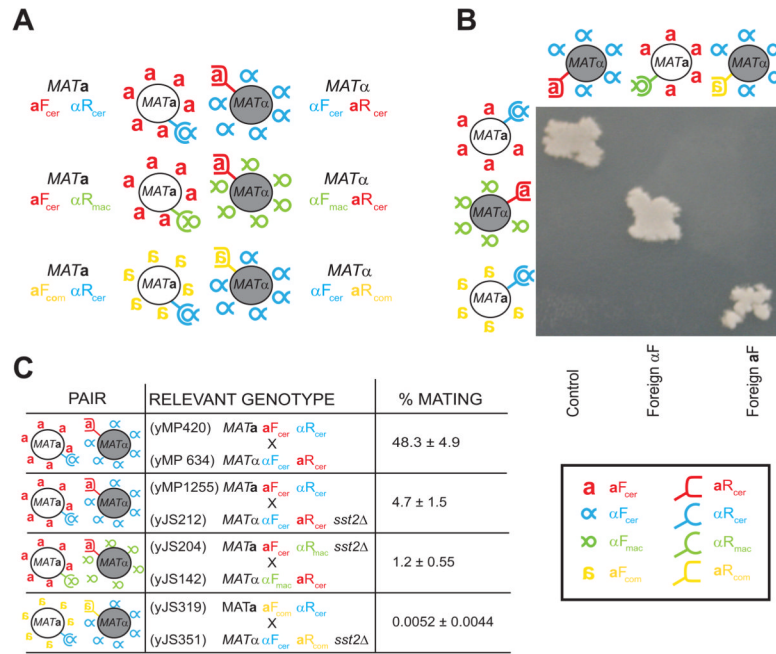 A
MATa
aFcer αRcer
a a a a a a
MATa
α
a
MATα
α α α α α α
MATα
αFcer aRcer
MATa
aFcer αRmac
a a a a a a
MATa
α
a
MATα
α α α α α
MATα
αFmac aRcer
MATa
aFcom αRcer
a a a a a a
MATa
α
a
MATα
α α α α α α
MATα
αFcer aRcom
B
MATα
MATa
MATα
MATa
MATα
MATa
Control
Foreign αF
Foreign aF
C
PAIR RELEVANT GENOTYPE % MATING
MATa MATα
(yMP420) MATa aFcer αRcer
X
(yMP 634) MATα αFcer aRcer
48.3 ± 4.9
MATa MATα
(yMP1255) MATa aFcer αRcer
X
(yJS212) MATα αFcer aRcer sst2Δ
4.7 ± 1.5
MATa MATα
(yJS204) MATa aFcer αRmac sst2Δ
X
(yJS142) MATα αFmac aRcer
1.2 ± 0.55
MATa MATα
(yJS319) MATa aFcom αRcer
X
(yJS351) MATα αFcer aRcom sst2Δ
0.0052 ± 0.0044
a aFcer aRcer
α αFcer αRcer
α αFmac αRmac
a aFcom aRcom